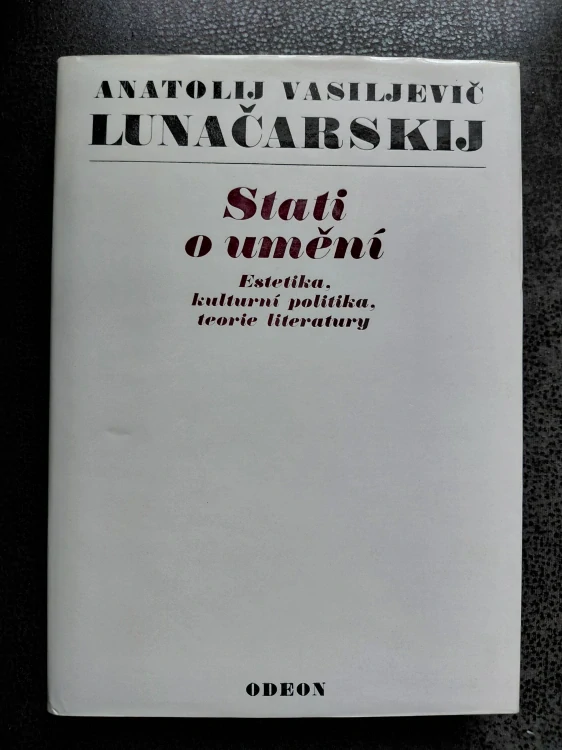 ANATOLIJ VASILJEVIČ
LUNAČARSKIJ
Stati
o umění
Estetika,
kulturní politika,
teorie literatury
ODEON